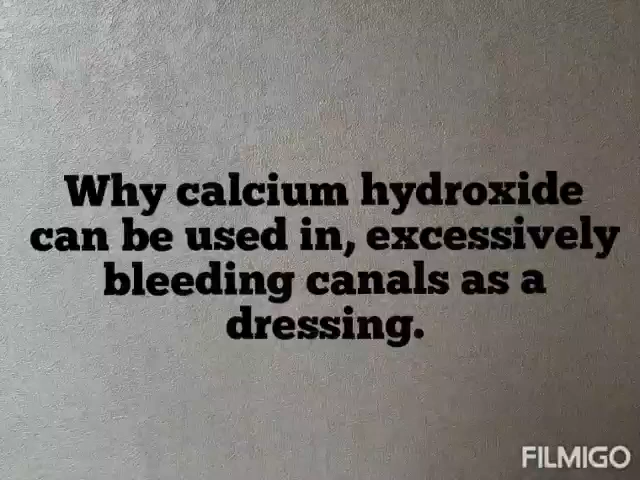 Why calcium hydroxide
can be used in, excessively
bleeding canals as a
dressing.
FILMIGO